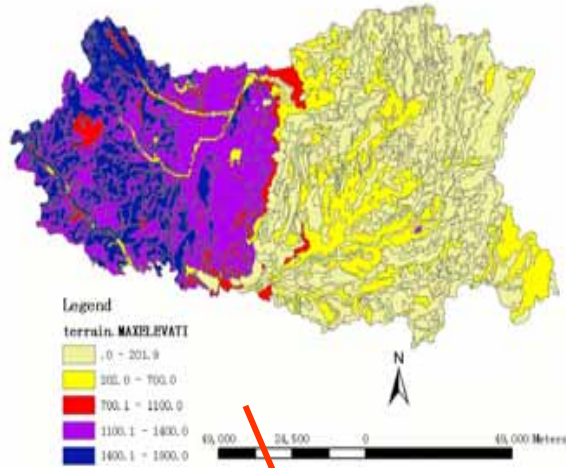 Legend
terrain.MAXELEVATI
.0 - 201.9
202.0 - 700.0
700.1 - 1100.0
1100.1 - 1400.0
1400.1 - 1800.0
N
49,000 24,500 0 49,000 Meters